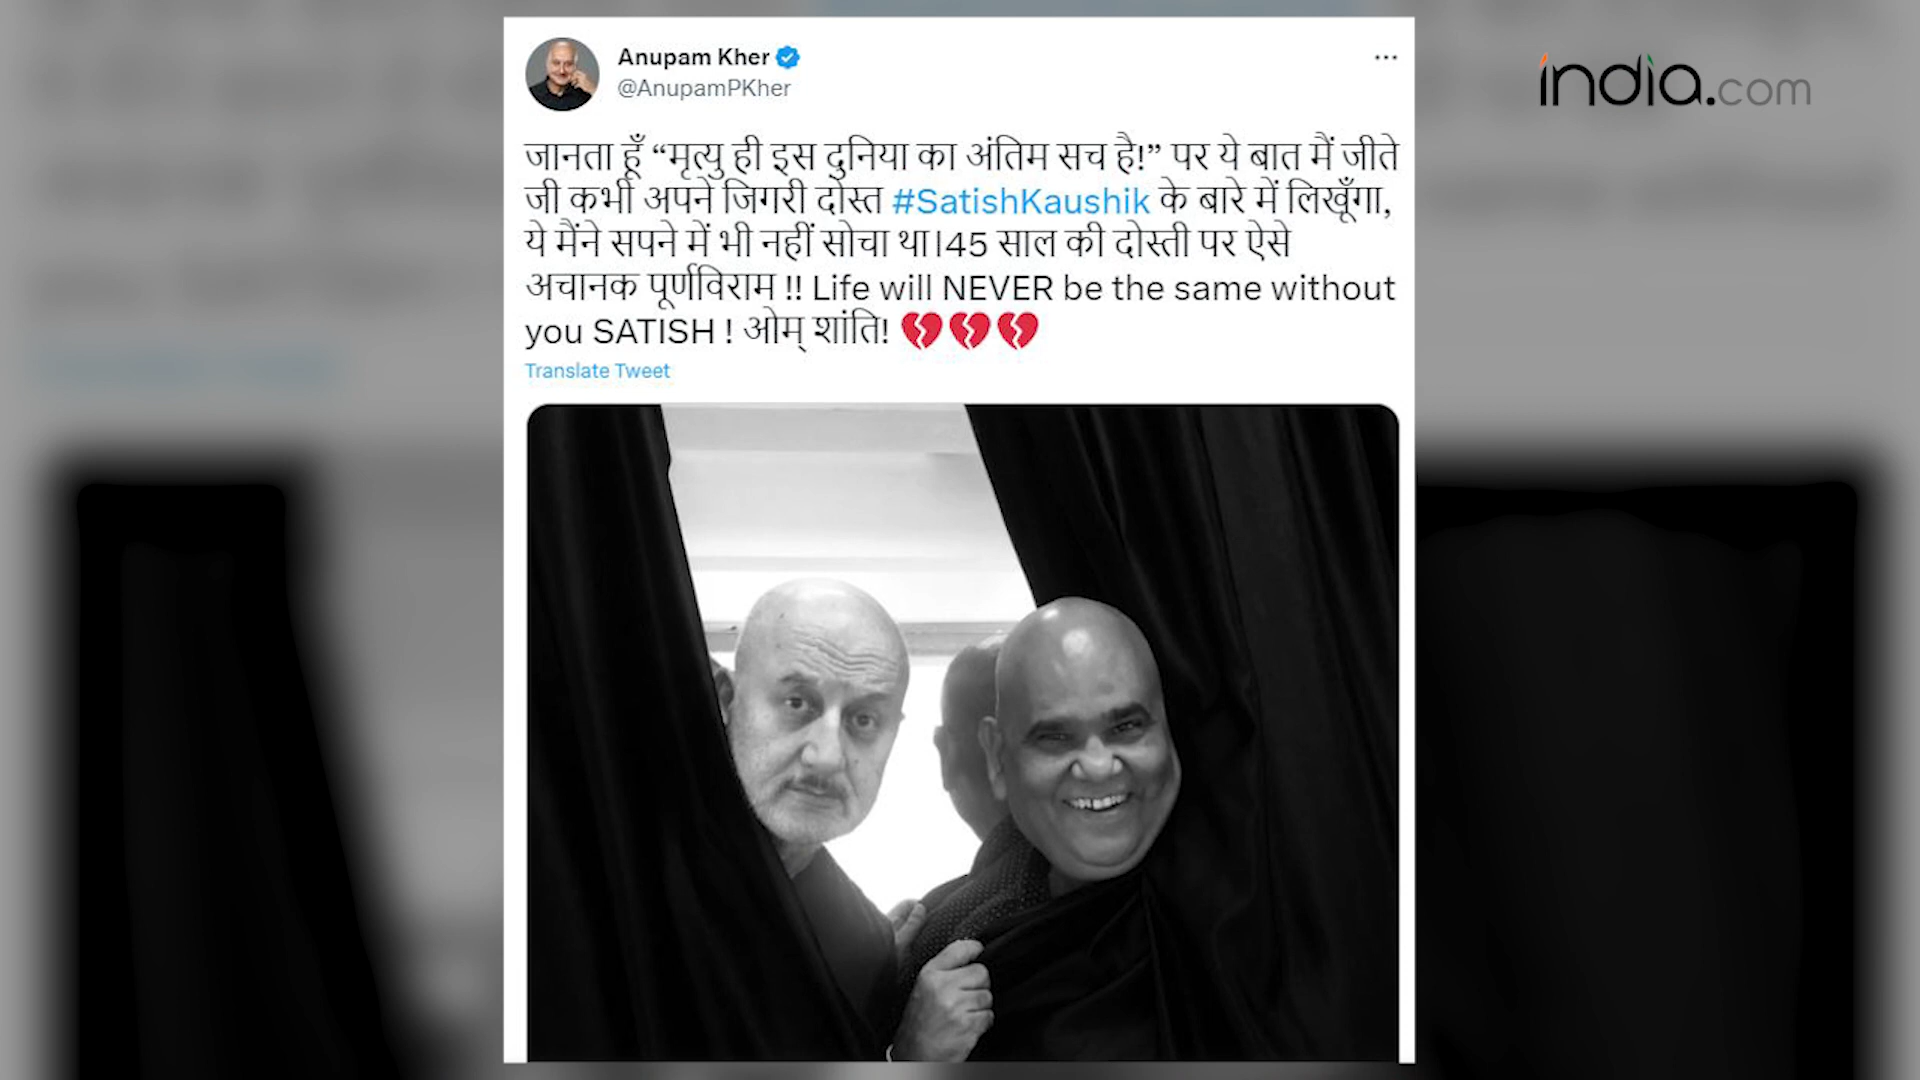 Anupam Kher
@AnupamPKher
india.com
जानता हूँ “मृत्यु ही इस दुनिया का अंतिम सच है!” पर ये बात मैं जीते
जी कभी अपने जिगरी दोस्त #SatishKaushik के बारे में लिखूँगा,
ये मैंने सपने में भी नहीं सोचा था।45 साल की दोस्ती पर ऐसे
अचानक पूर्णविराम !! Life will NEVER be the same without
you SATISH ! ओम् शांति! 💔💔💔
Translate Tweet